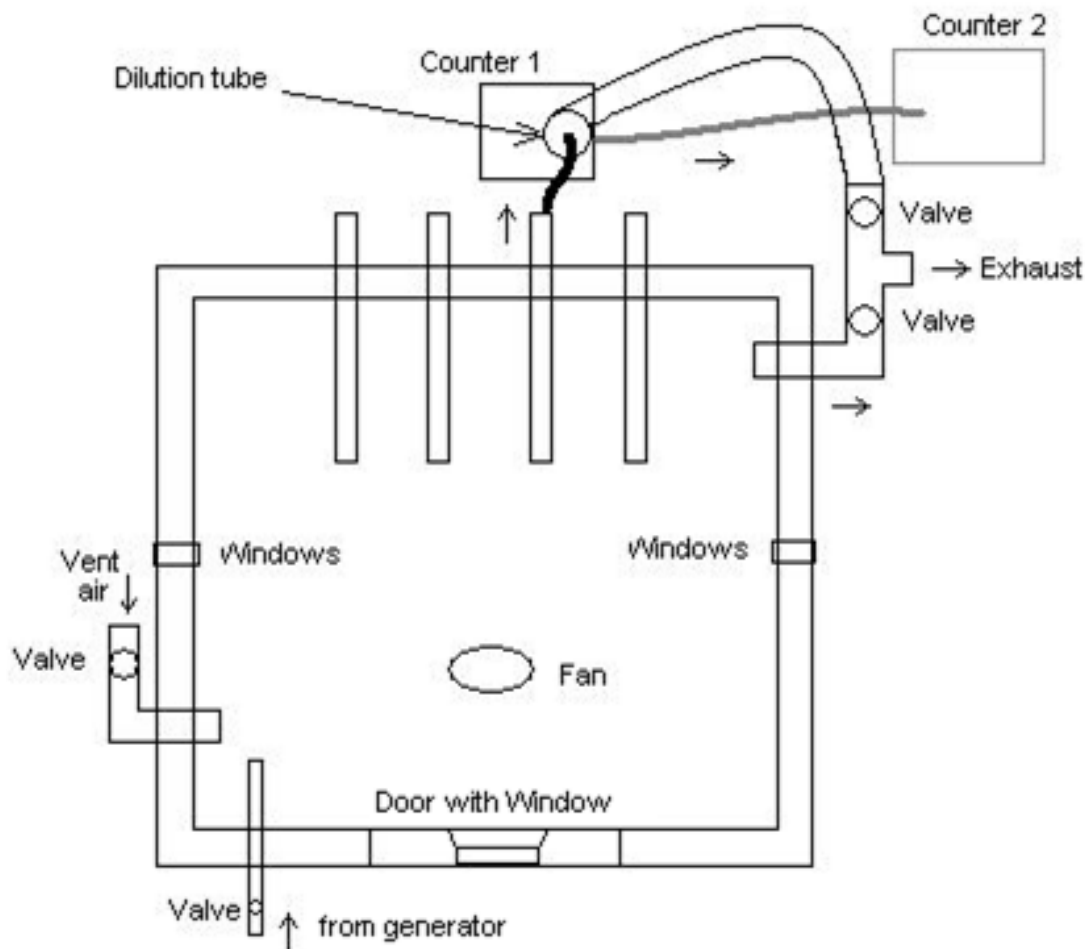 Counter 2
Counter 1
Dilution tube
Valve
Exhaust
Valve
Windows
Windows
Vent
air
Valve
Fan
Door with Window
Valve
from generator